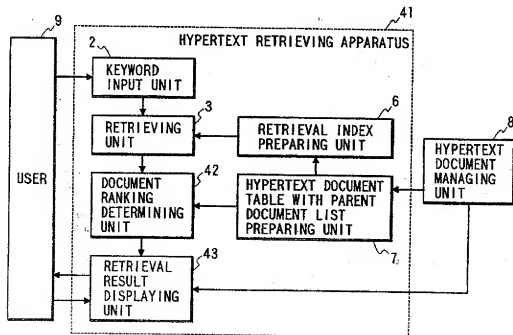 41
9
HYPERTEXT RETRIEVING APPARATUS
2
KEYWORD
INPUT UNIT
3
RETRIEVING
UNIT
6
RETRIEVAL INDEX
PREPARING UNIT
8
HYPERTEXT
DOCUMENT
MANAGING
UNIT
USER
42
DOCUMENT
RANKING
DETERMINING
UNIT
HYPERTEXT DOCUMENT
TABLE WITH PARENT
DOCUMENT LIST
PREPARING UNIT
7
43
RETRIEVAL
RESULT
DISPLAYING
UNIT